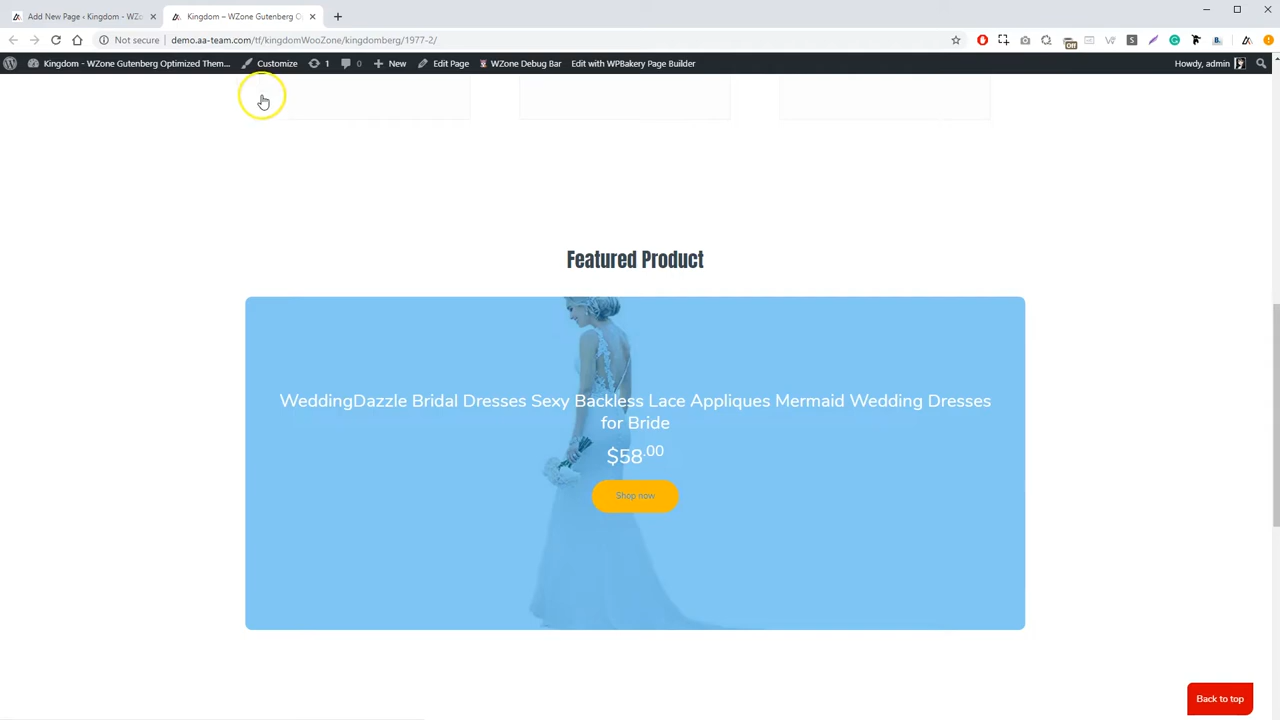 Add New Page ‹ Kingdom - WZo
Kingdom – WZone Gutenberg O
Not secure
demo.aa-team.com/tf/kingdomWooZone/kingdomberg/1977-2/
Off
Kingdom - WZone Gutenberg Optimized Them...
Customize
1
0
New
Edit Page
WZone Debug Bar
Edit with WPBakery Page Builder
Howdy, admin
Featured Product
WeddingDazzle Bridal Dresses Sexy Backless Lace Appliques Mermaid Wedding Dresses
for Bride
$58.00
Shop now
Back to top